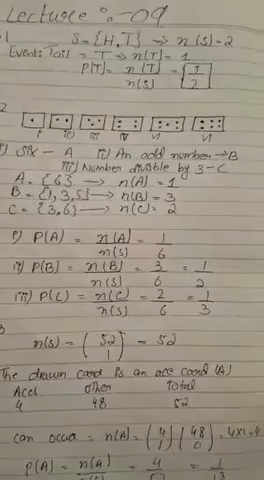 Lecture :- 09
1 S = {H, T} → n(S) = 2
Event: Tail = T → n(T) = 1
P(T) = n(T)/n(S) = 1/2
2
i ii) iii) iv) v) vi
i) Six - A ii) An odd number → B
iii) Number divisible by 3 - C
A = {6} → n(A) = 1
B = {1, 3, 5} → n(B) = 3
C = {3, 6} → n(C) = 2
i) P(A) = n(A)/n(S) = 1/6
ii) P(B) = n(B)/n(S) = 3/6 = 1/2
iii) P(C) = n(C)/n(S) = 2/6 = 1/3
3
n(S) = (52 1) = 52
The drawn card is an ace card (A)
Aces other total
4 48 52
can occur = n(A) = (4 1) (48 0) = 4x1 = 4
P(A) = n(A)/n(S) = 4 = 1/13